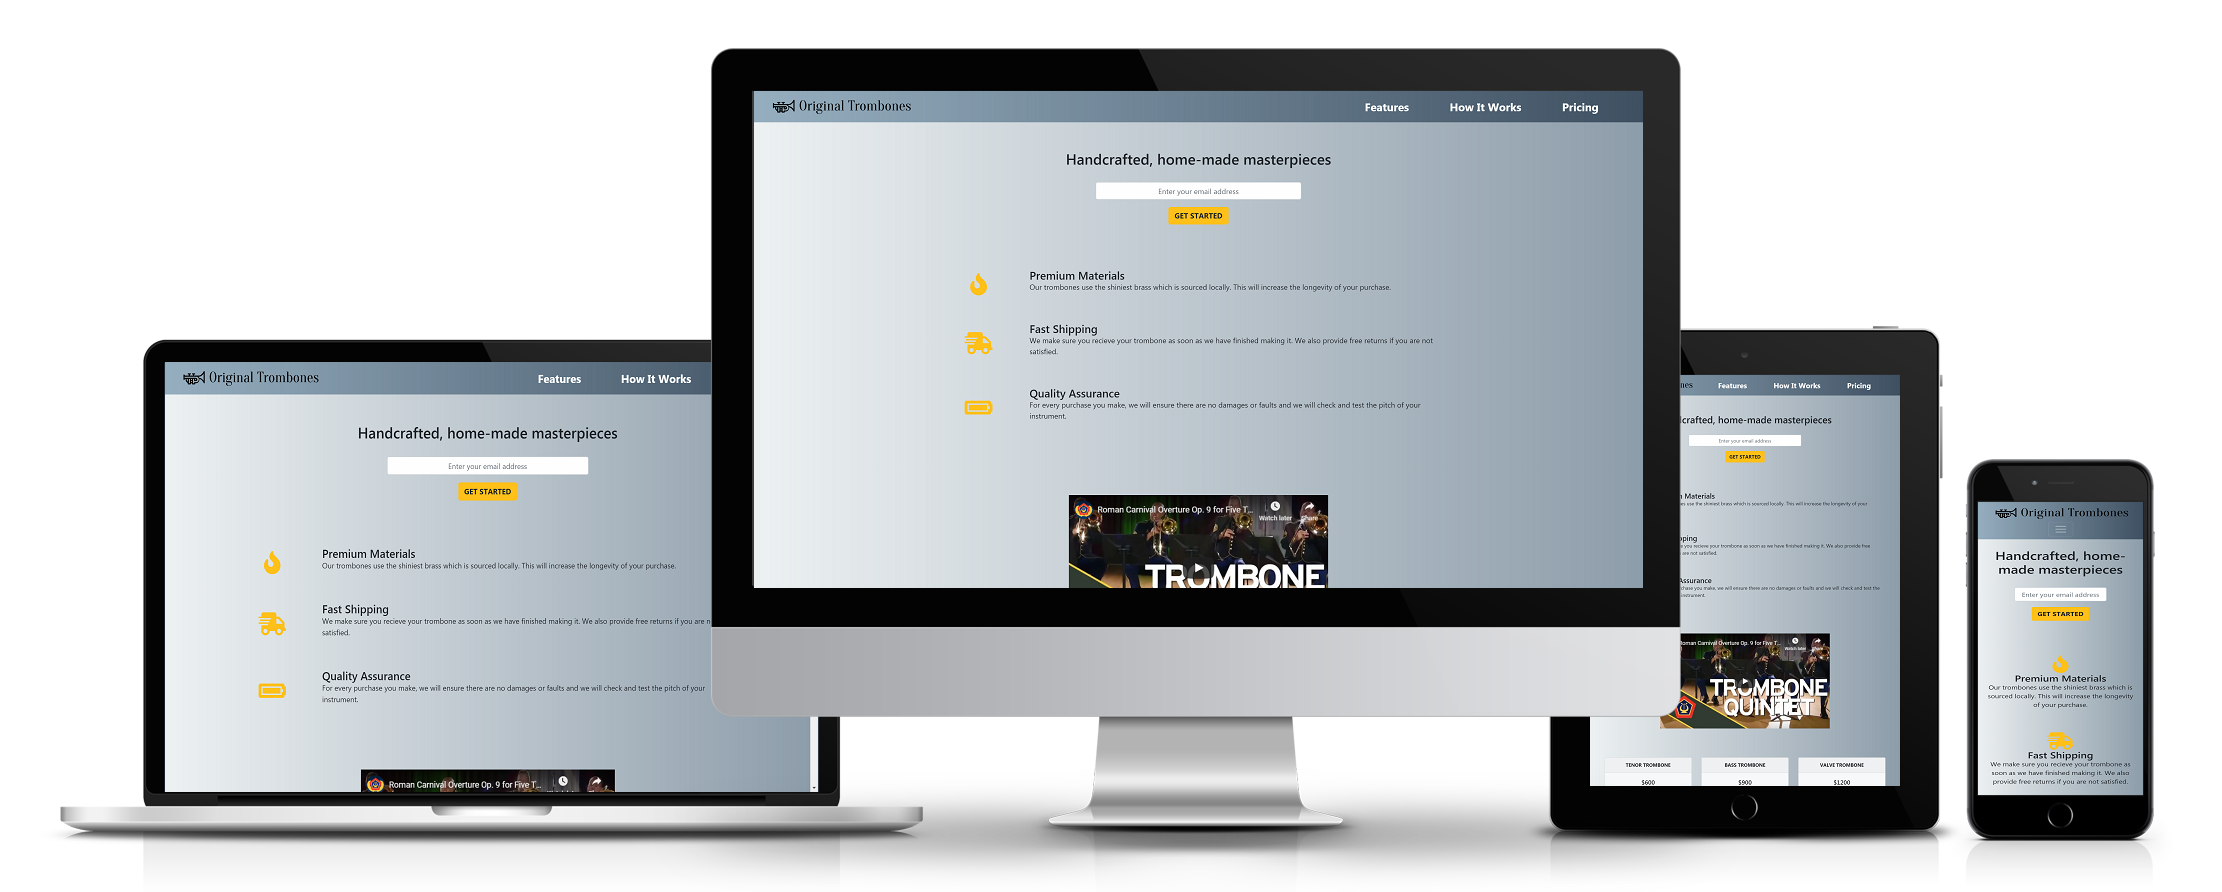 Original Trombones
Features
How It Works
Pricing
Handcrafted, home-made masterpieces
Enter your email address
GET STARTED
Premium Materials
Our trombones use the shiniest brass which is sourced locally. This will increase the longevity of your purchase.
Fast Shipping
We make sure you recieve your trombone as soon as we have finished making it. We also provide free returns if you are not
satisfied.
Quality Assurance
For every purchase you make, we will ensure there are no damages or faults and we will check and test the pitch of your
instrument.
Roman Carnival Overture Op. 9 for Five T...
Watch later
Share
TROMBONE
Original Trombones
Features
How It Works
Handcrafted, home-made masterpieces
Enter your email address
GET STARTED
Premium Materials
Our trombones use the shiniest brass which is sourced locally. This will increase the longevity of your purchase.
Fast Shipping
We make sure you recieve your trombone as soon as we have finished making it. We also provide free returns if you are n
satisfied.
Quality Assurance
For every purchase you make, we will ensure there are no damages or faults and we will check and test the pitch of your
instrument.
Roman Carnival Overture Op. 9 for Five T...
nes
Features
How It Works
Pricing
crafted, home-made masterpieces
Enter your email address
GET STARTED
Materials
es use the shiniest brass which is sourced locally. This will increase the longevity of your
pping
e you recieve your trombone as soon as we have finished making it. We also provide free
are not satisfied.
Assurance
chase you make, we will ensure there are no damages or faults and we will check and test the
instrument.
Roman Carnival Overture Op. 9 for Five T...
Watch later
Share
TROMBONE
QUINTET
TENOR TROMBONE
BASS TROMBONE
VALVE TROMBONE
$600
$900
$1200
Original Trombones
Handcrafted, home-
made masterpieces
Enter your email address
GET STARTED
Premium Materials
Our trombones use the shiniest brass which is
sourced locally. This will increase the longevity
of your purchase.
Fast Shipping
We make sure you recieve your trombone as
soon as we have finished making it. We also
provide free returns if you are not satisfied.